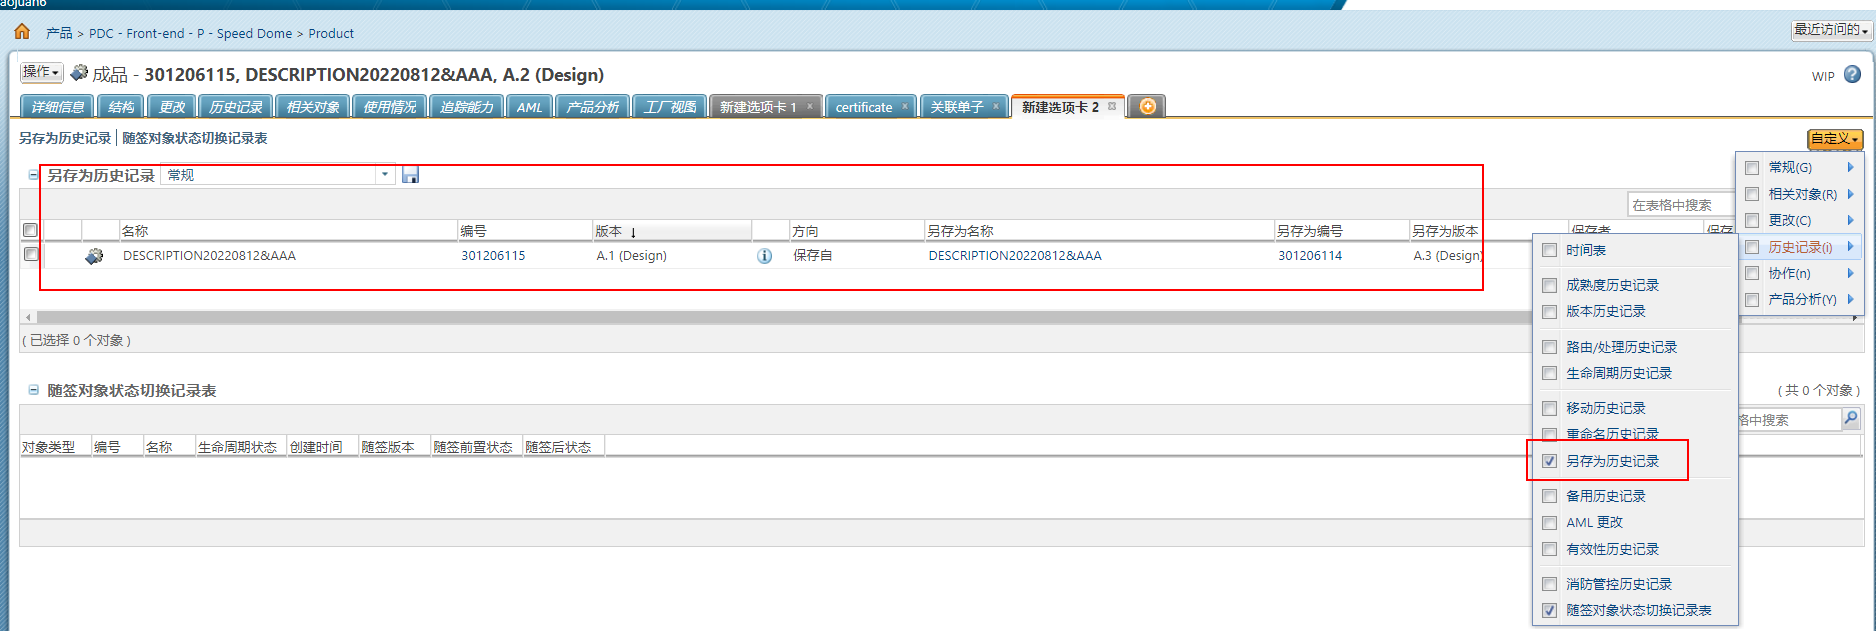 aojuan6
产品 > PDC - Front-end - P - Speed Dome > Product
最近访问的
操作 成品 - 301206115, DESCRIPTION20220812&AAA, A.2 (Design)
WIP
详细信息 结构 更改 历史记录 相关对象 使用情况 追踪能力 AML 产品分析 工厂视图 新建选项卡 1 certificate 关联单子 新建选项卡 2
另存为历史记录 | 随签对象状态切换记录表
自定义
另存为历史记录 常规
在表格中搜索
名称 编号 版本 方向 另存为名称 另存为编号 另存为版本 保存者 保存
DESCRIPTION20220812&AAA 301206115 A.1 (Design) 保存自 DESCRIPTION20220812&AAA 301206114 A.3 (Design)
( 已选择 0 个对象 )
随签对象状态切换记录表
( 共 0 个对象 )
格中搜索
对象类型 编号 名称 生命周期状态 创建时间 随签版本 随签前置状态 随签后状态
常规(G)
相关对象(R)
更改(C)
历史记录(i)
协作(n)
产品分析(Y)
时间表
成熟度历史记录
版本历史记录
路由/处理历史记录
生命周期历史记录
移动历史记录
重命名历史记录
另存为历史记录
备用历史记录
AML 更改
有效性历史记录
消防管控历史记录
随签对象状态切换记录表